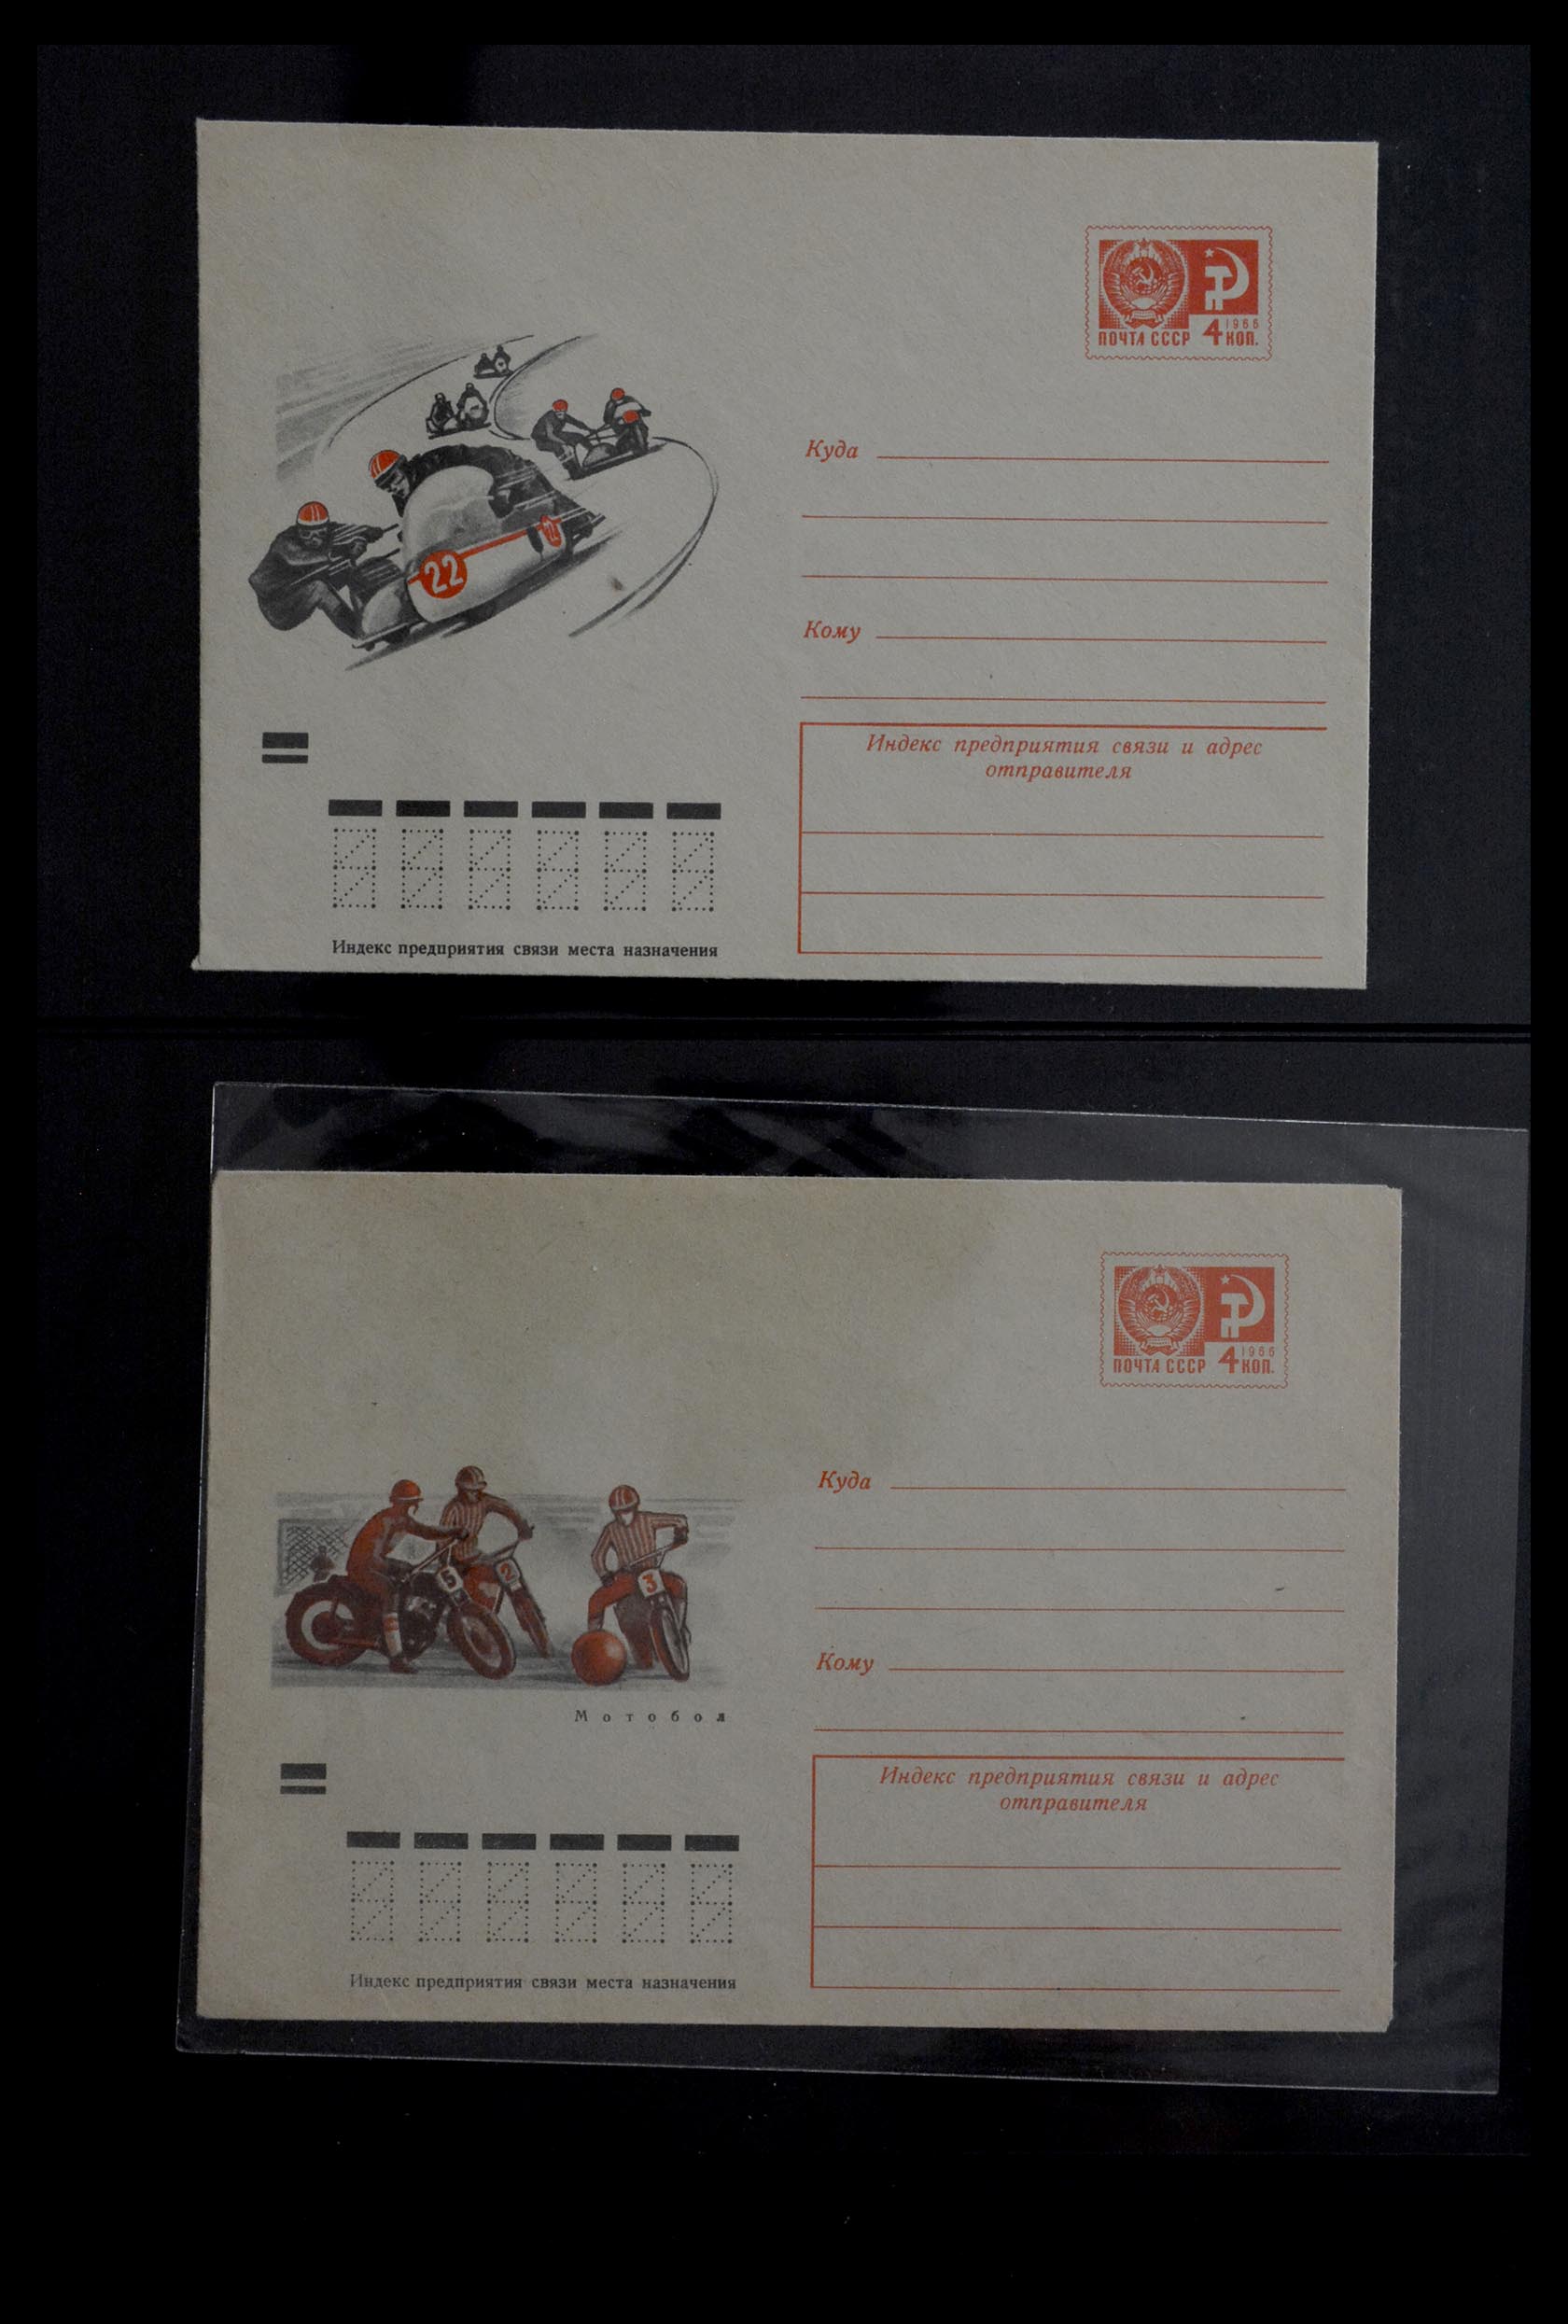 1966
ПОЧТА СССР 4 КОП.
22
Куда
Кому
Индекс предприятия связи и адрес
отправителя
Индекс предприятия связи места назначения
1966
ПОЧТА СССР 4 КОП.
Куда
5
2
3
Кому
Мотобол
Индекс предприятия связи и адрес
отправителя
Индекс предприятия связи места назначения